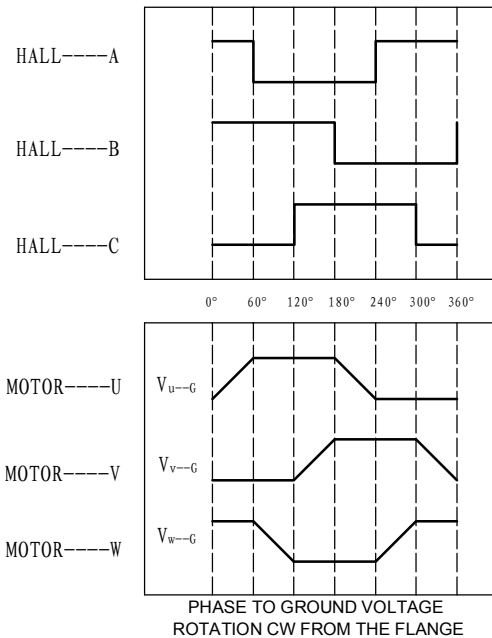 HALL----A
HALL----B
HALL----C
0° 60° 120° 180° 240° 300° 360°
MOTOR----U Vu--G
MOTOR----V Vv--G
MOTOR----W Vw--G
PHASE TO GROUND VOLTAGE
ROTATION CW FROM THE FLANGE